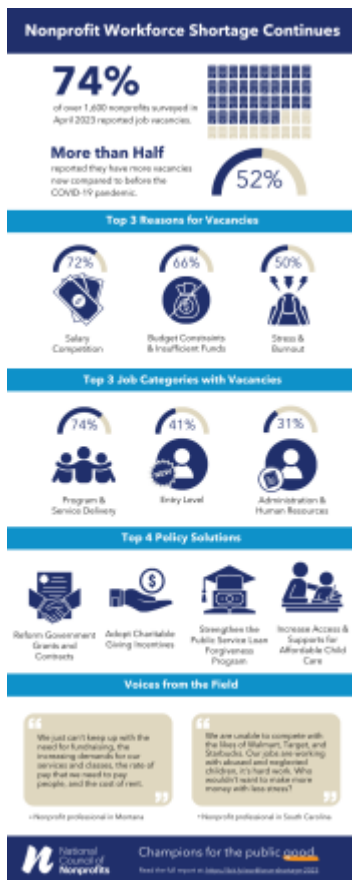 Nonprofit Workforce Shortage Continues
74%
of over 1,600 nonprofits surveyed in
April 2023 reported job vacancies.
More than Half
reported they have more vacancies
now compared to before the
COVID-19 pandemic.
52%
Top 3 Reasons for Vacancies
72%
66%
50%
Salary
Competition
Budget Constraints
& Insufficient Funds
Stress &
Burnout
Top 3 Job Categories with Vacancies
74%
41%
31%
NEW
Program &
Service Delivery
Entry Level
Administration &
Human Resources
Top 4 Policy Solutions
Reform Government
Grants and
Contracts
Adopt Charitable
Giving Incentives
Strengthen the
Public Service Loan
Forgiveness
Program
Increase Access &
Supports for
Affordable Child
Care
Voices from the Field
We just can't keep up with the
need for fundraising, the
increasing demands for our
services and classes, the rate of
pay that we need to pay
people, and the cost of rent.
- Nonprofit professional in Montana
We are unable to compete with
the likes of Walmart, Target, and
Starbucks. Our jobs are working
with abused and neglected
children, it's hard work. Who
wouldn't want to make more
money with less stress?
- Nonprofit professional in South Carolina
National
Council of
Nonprofits
Champions for the public good.
Read the full report at